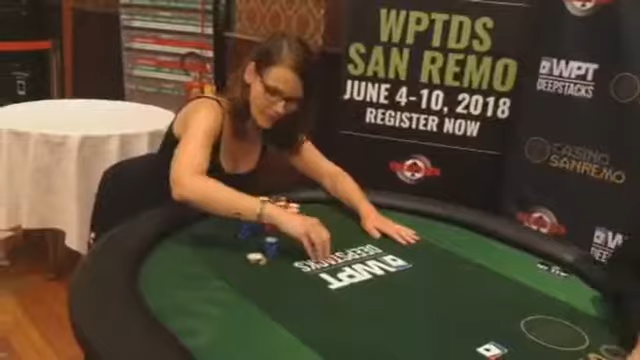 WPTDS
SAN REMO
JUNE 4-10, 2018
REGISTER NOW
WPT
DEEPSTACKS
CASINO
SANREMO
WPT
DEEPSTACKS